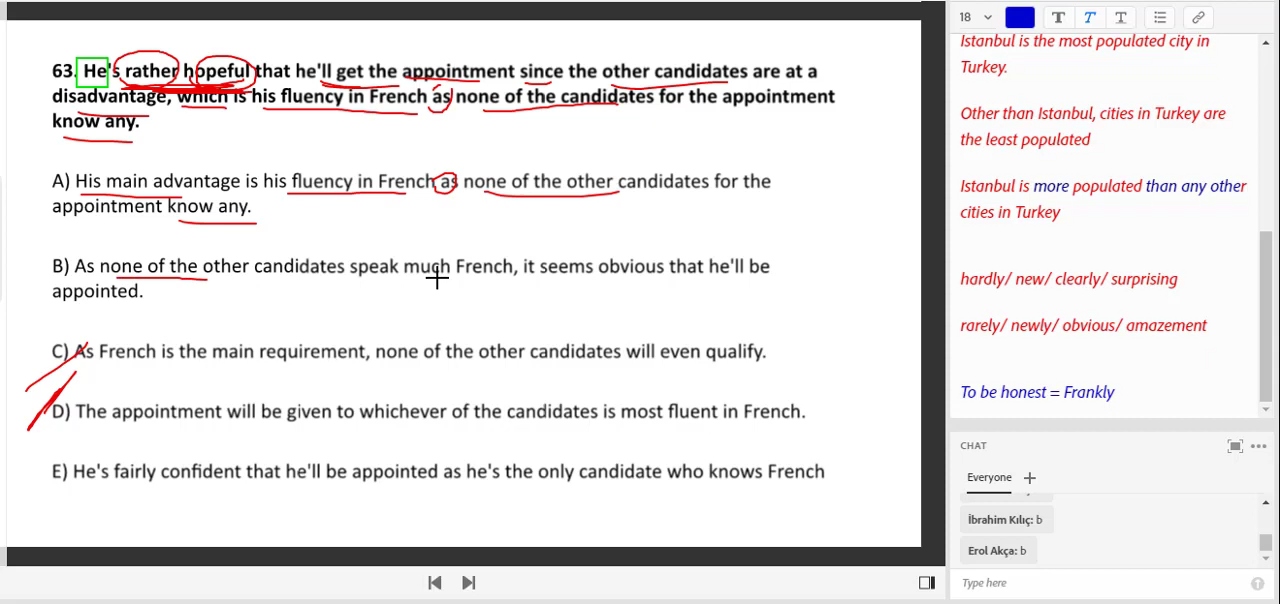 63. He's rather hopeful that he'll get the appointment since the other candidates are at a
disadvantage, which is his fluency in French as none of the candidates for the appointment
know any.
A) His main advantage is his fluency in French as none of the other candidates for the
appointment know any.
B) As none of the other candidates speak much French, it seems obvious that he'll be
appointed.
C) As French is the main requirement, none of the other candidates will even qualify.
D) The appointment will be given to whichever of the candidates is most fluent in French.
E) He's fairly confident that he'll be appointed as he's the only candidate who knows French
18
T T T
Istanbul is the most populated city in
Turkey.
Other than Istanbul, cities in Turkey are
the least populated
Istanbul is more populated than any other
cities in Turkey
hardly/ new/ clearly/ surprising
rarely/ newly/ obvious/ amazement
To be honest = Frankly
CHAT
Everyone
İbrahim Kılıç: b
Erol Akça: b
Type here